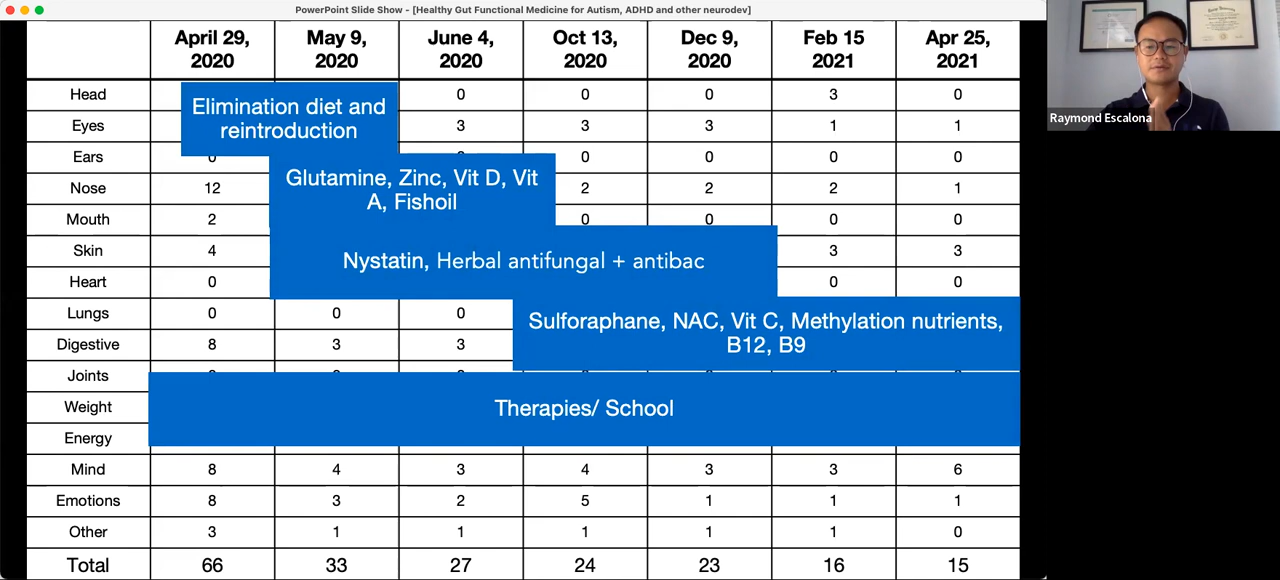 PowerPoint Slide Show - [Healthy Gut Functional Medicine for Autism, ADHD and other neurodev]
Raymond Escalona
April 29, 2020 May 9, 2020 June 4, 2020 Oct 13, 2020 Dec 9, 2020 Feb 15 2021 Apr 25, 2021
Head 0 0 0 3 0
Elimination diet and
reintroduction
Eyes 3 3 3 1 1
Ears 0 0 0 0 0
Glutamine, Zinc, Vit D, Vit
A, Fishoil
Nose 12 2 2 2 1
Mouth 2 0 0 0 0
Nystatin, Herbal antifungal + antibac
Skin 4 3 3
Heart 0 0 0
Sulforaphane, NAC, Vit C, Methylation nutrients,
B12, B9
Lungs 0 0 0
Digestive 8 3 3
Joints
Therapies/ School
Weight
Energy
Mind 8 4 3 4 3 3 6
Emotions 8 3 2 5 1 1 1
Other 3 1 1 1 1 1 0
Total 66 33 27 24 23 16 15